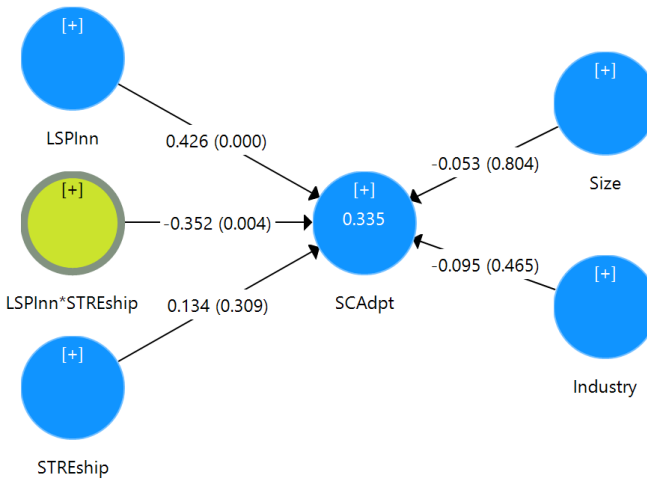 [+]
LSPInn
0.426 (0.000)
[+]
LSPInn*STREship
-0.352 (0.004)
[+]
STREship
0.134 (0.309)
[+]
0.335
SCAdpt
[+]
Size
-0.053 (0.804)
[+]
Industry
-0.095 (0.465)